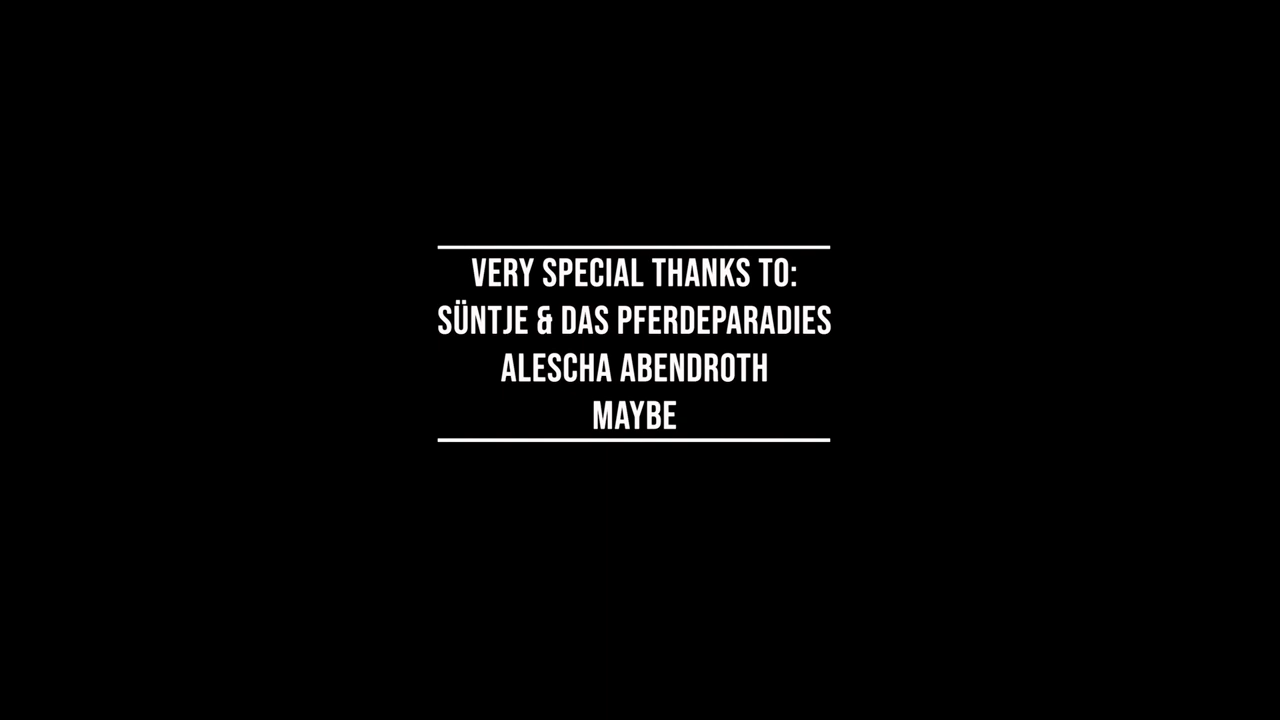 VERY SPECIAL THANKS TO:
SÜNTJE & DAS PFERDEPARADIES
ALESCHA ABENDROTH
MAYBE